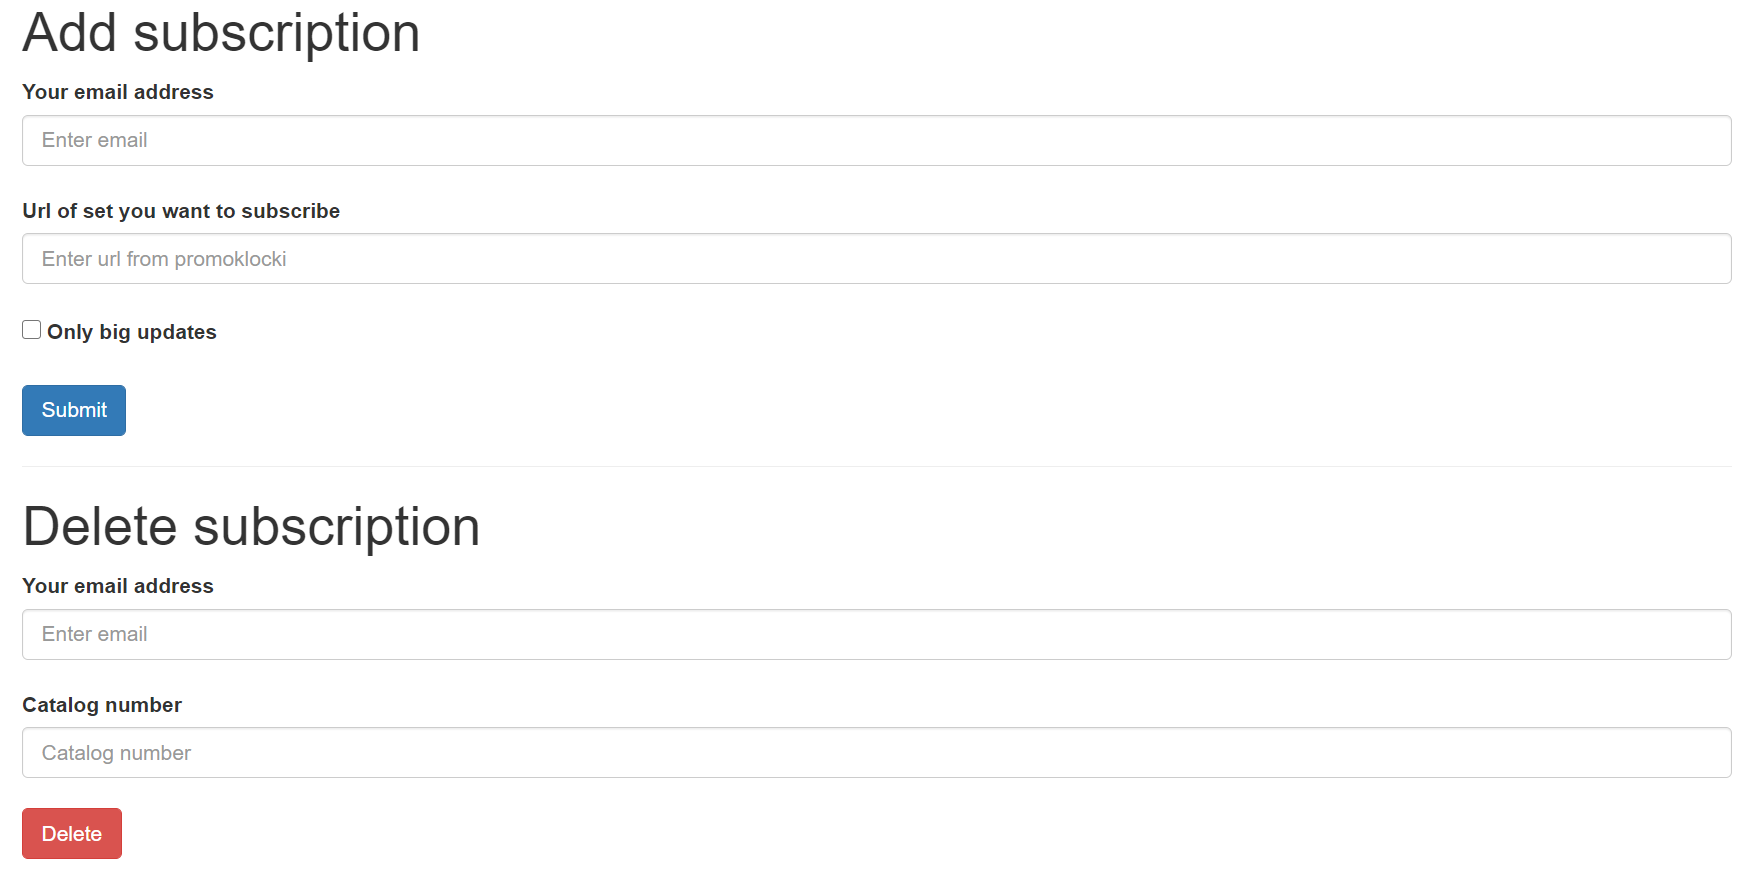 Add subscription
Your email address
Enter email
Url of set you want to subscribe
Enter url from promoklocki
Only big updates
Submit
Delete subscription
Your email address
Enter email
Catalog number
Catalog number
Delete